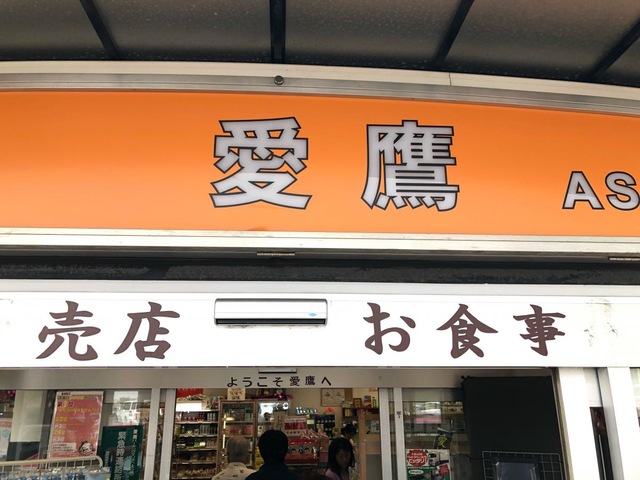 愛鷹 AS
売店 お食事
ようこそ愛鷹へ